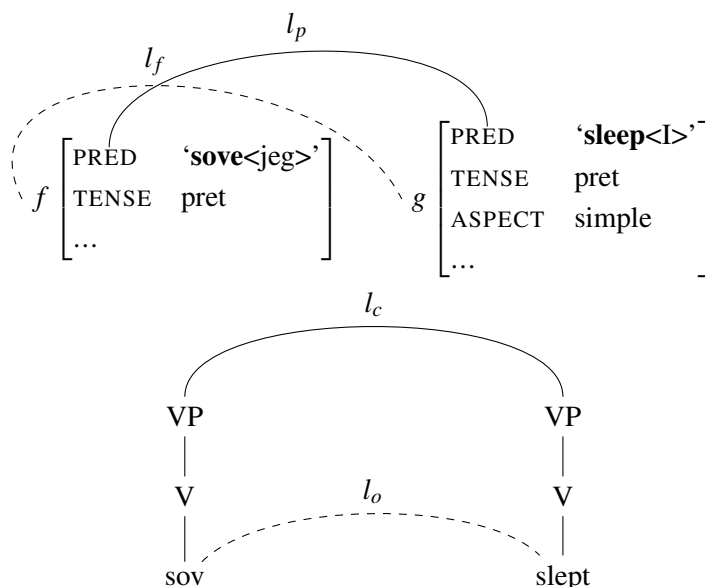 l_p
l_f
PRED ‘sove<jeg>’ PRED ‘sleep<I>’
f TENSE pret g TENSE pret
… ASPECT simple
…
l_c
VP VP
V V
l_o
sov slept